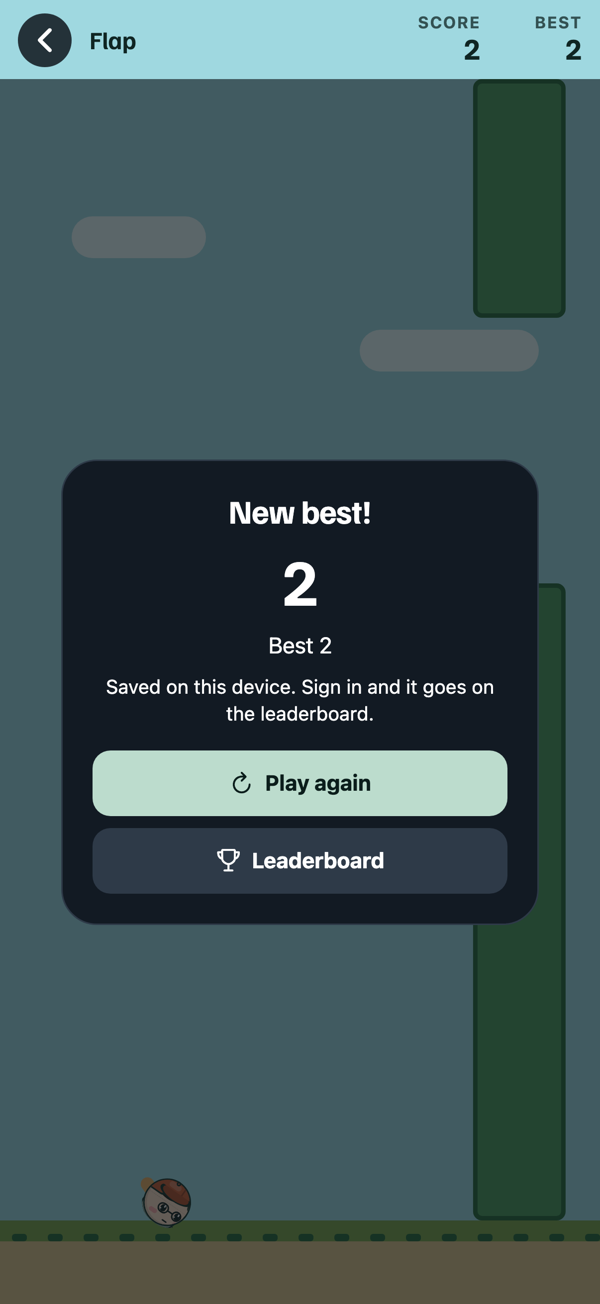 Flap
SCORE
2
BEST
2
New best!
2
Best 2
Saved on this device. Sign in and it goes on
the leaderboard.
Play again
Leaderboard